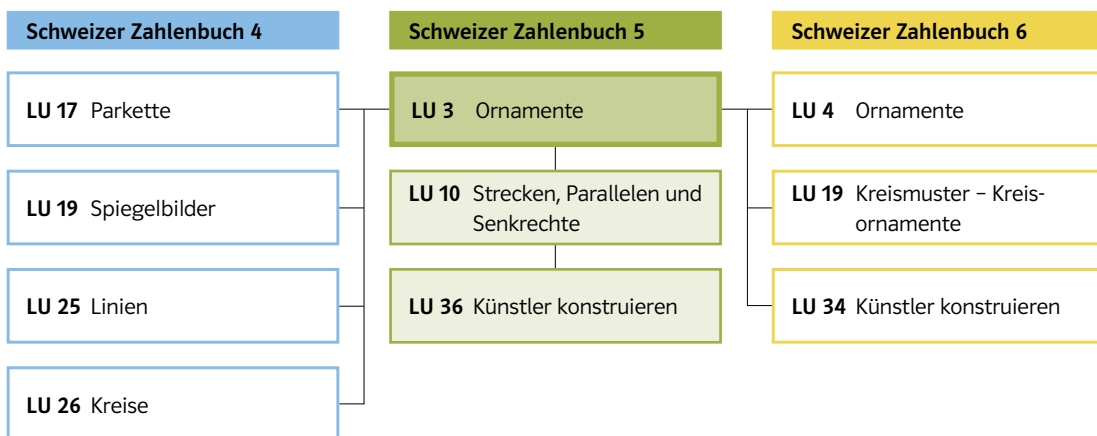 Schweizer Zahlenbuch 4
LU 17 Parkette
LU 19 Spiegelbilder
LU 25 Linien
LU 26 Kreise
Schweizer Zahlenbuch 5
LU 3 Ornamente
LU 10 Strecken, Parallelen und
Senkrechte
LU 36 Künstler konstruieren
Schweizer Zahlenbuch 6
LU 4 Ornamente
LU 19 Kreismuster – Kreis-
ornamente
LU 34 Künstler konstruieren